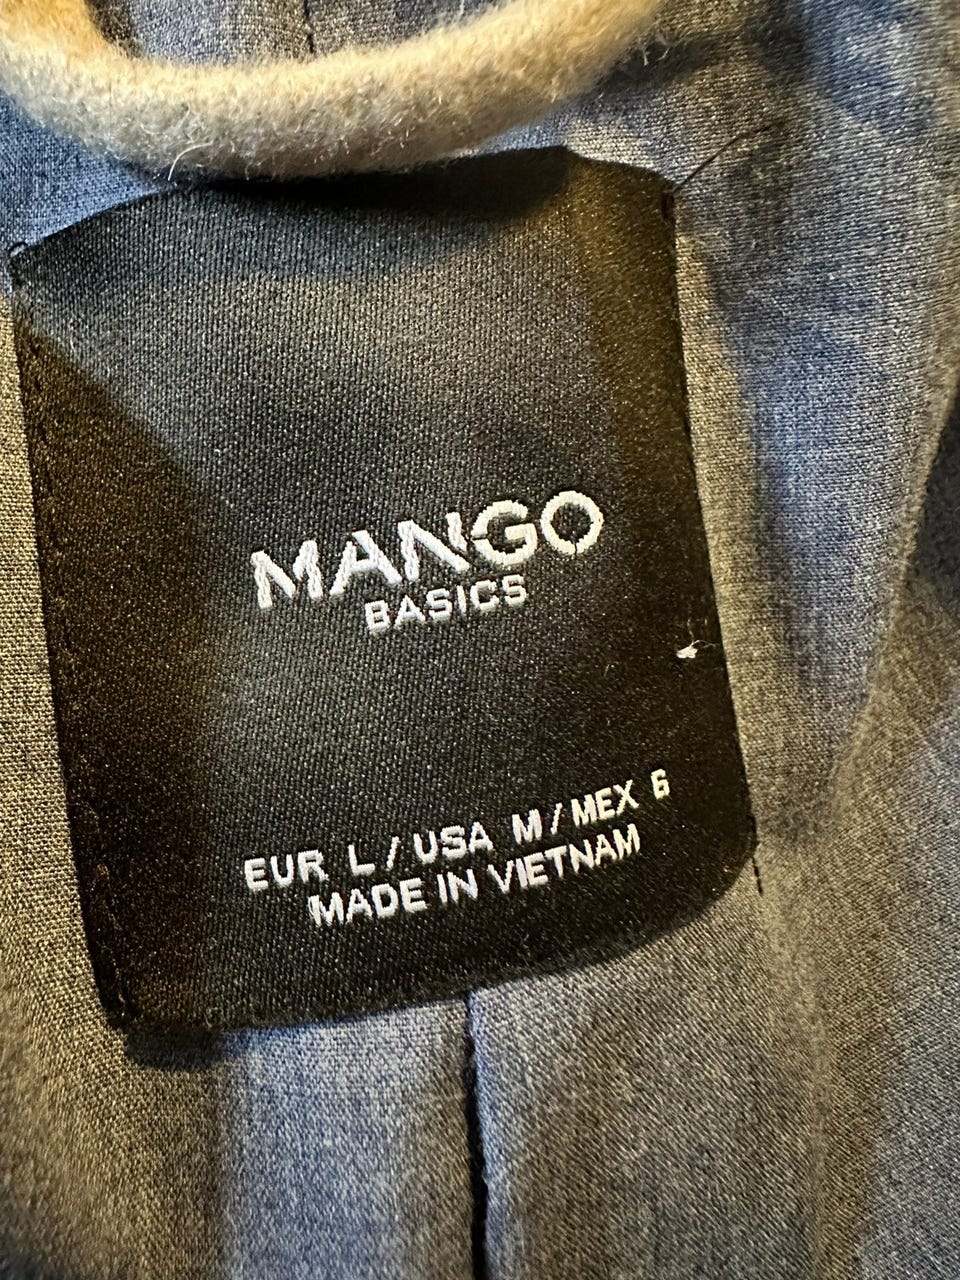 MANGO
BASICS
EUR L / USA M / MEX 6
MADE IN VIETNAM